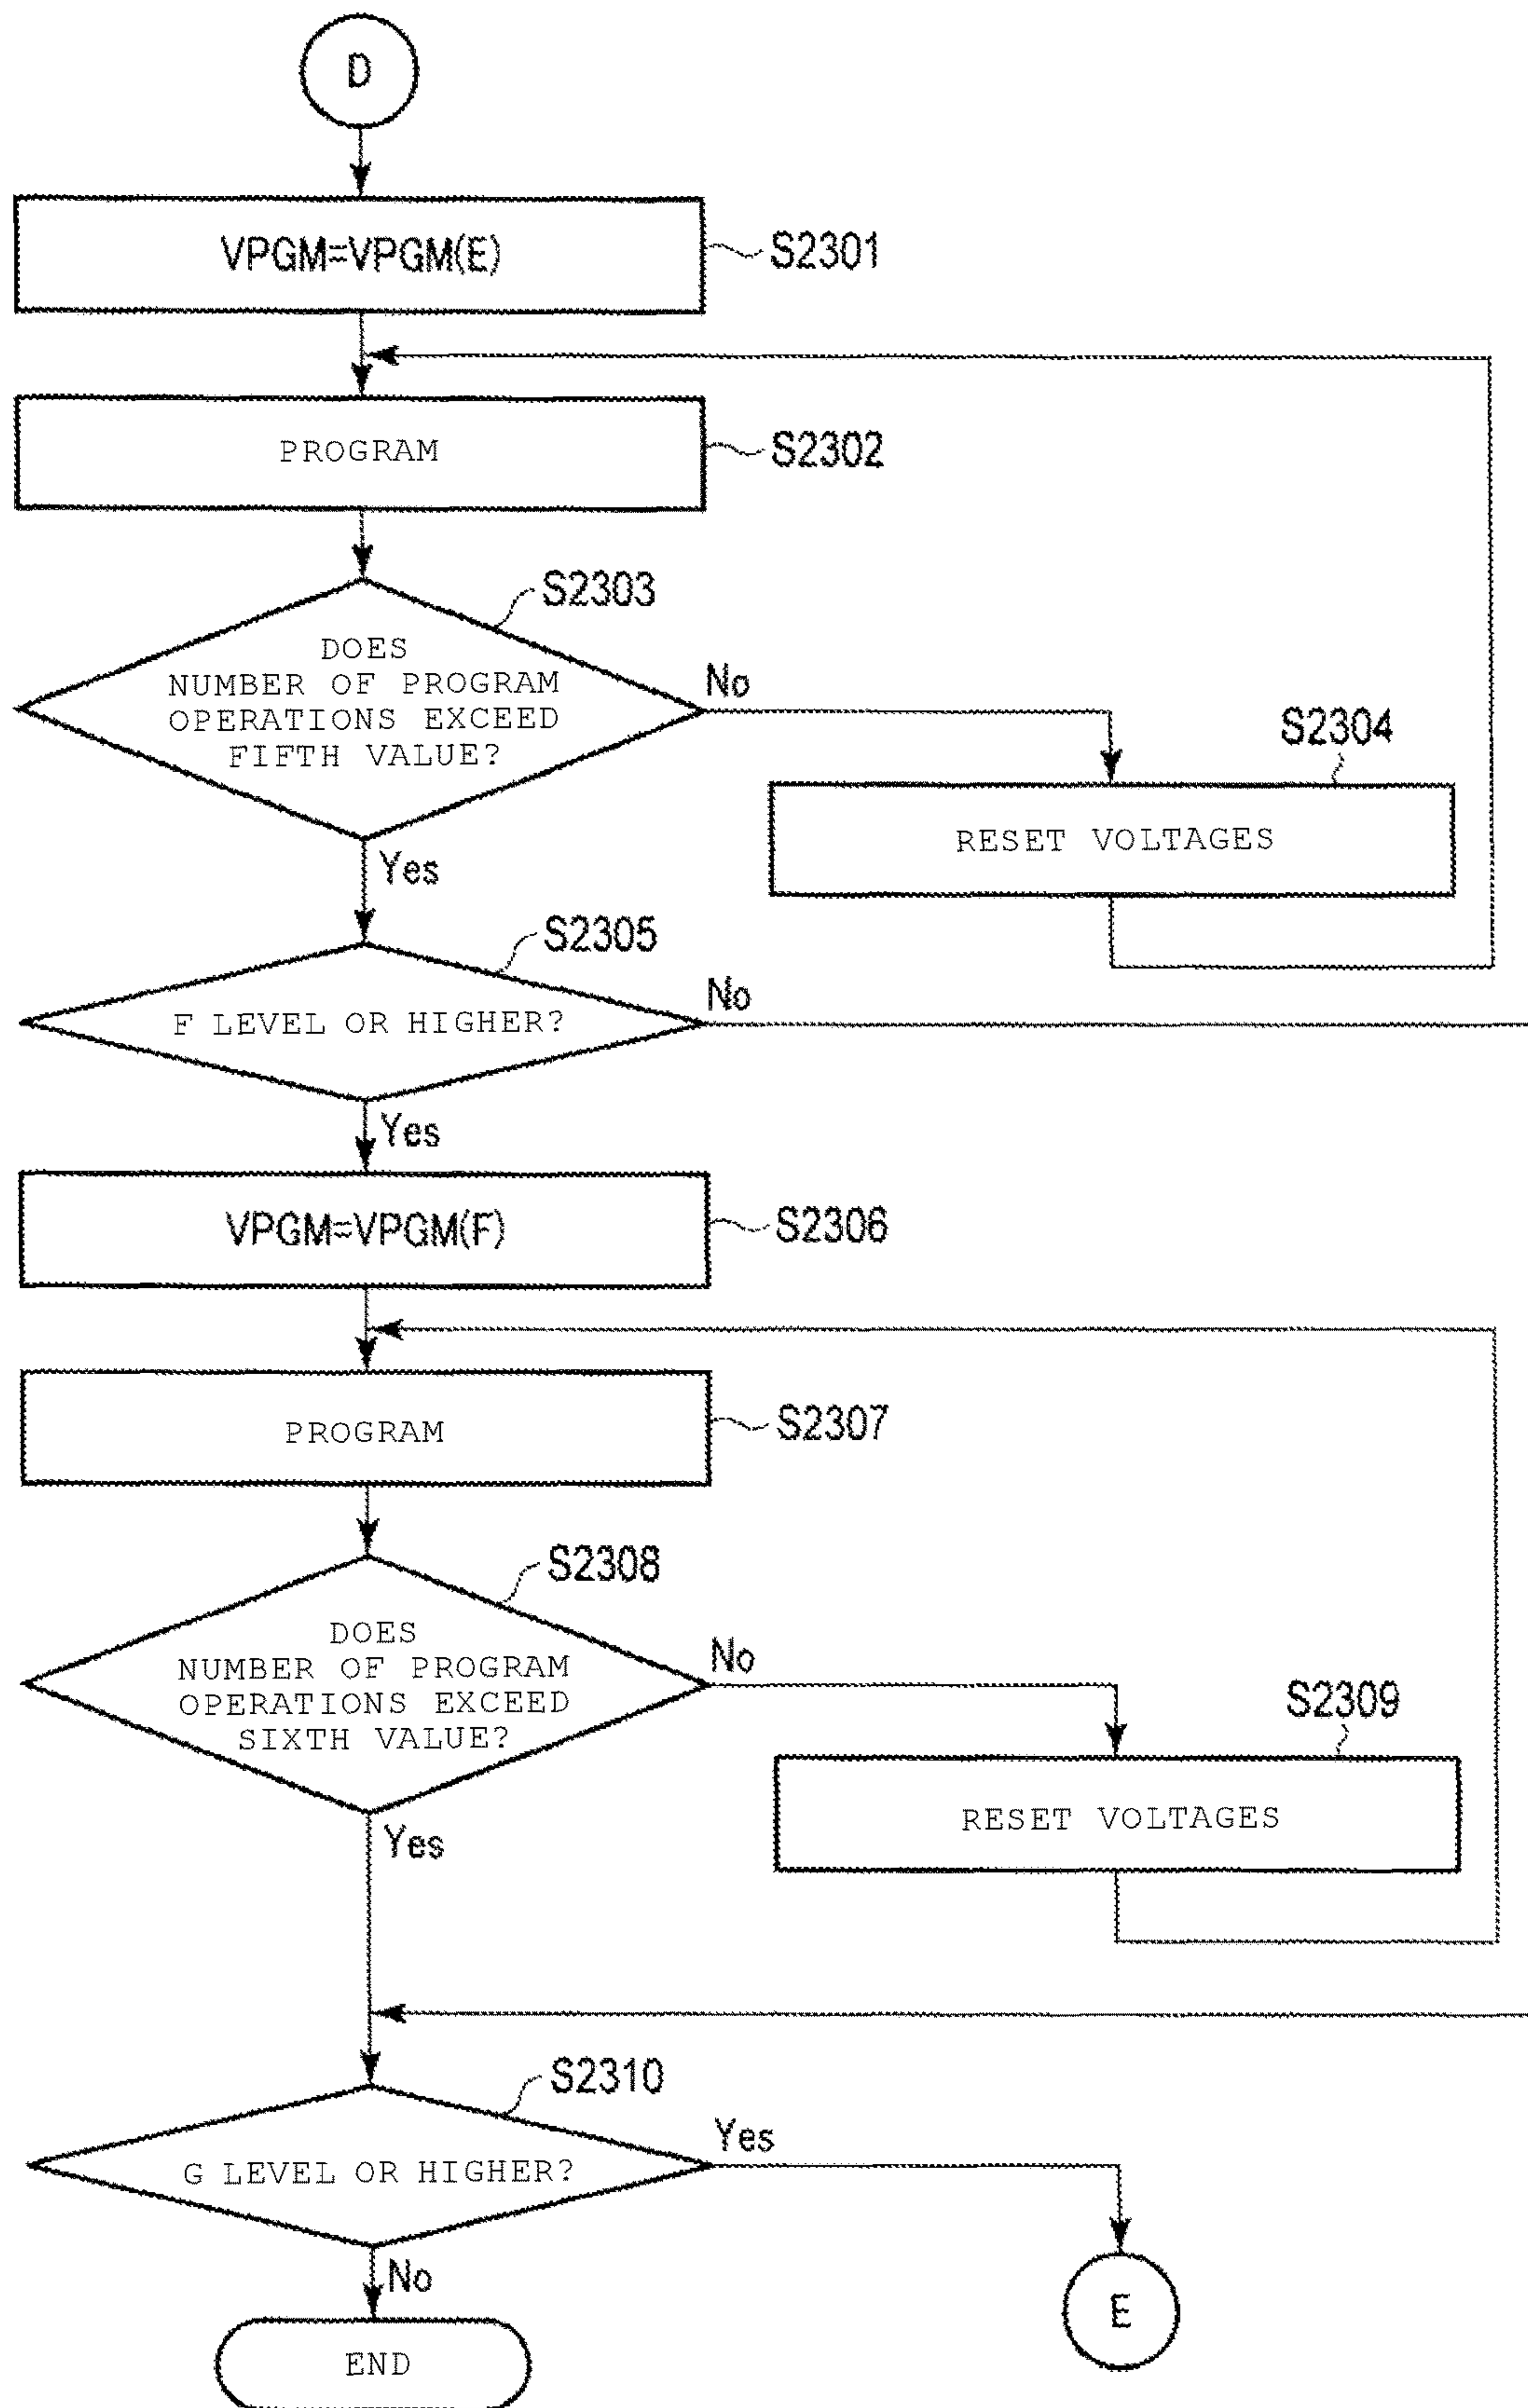 D
VPGM=VPGM(E)
S2301
PROGRAM
S2302
S2303
DOES
NUMBER OF PROGRAM
OPERATIONS EXCEED
FIFTH VALUE?
No
S2304
RESET VOLTAGES
Yes
S2305
F LEVEL OR HIGHER?
No
Yes
VPGM=VPGM(F)
S2306
PROGRAM
S2307
S2308
DOES
NUMBER OF PROGRAM
OPERATIONS EXCEED
SIXTH VALUE?
No
S2309
RESET VOLTAGES
Yes
S2310
G LEVEL OR HIGHER?
Yes
No
E
END